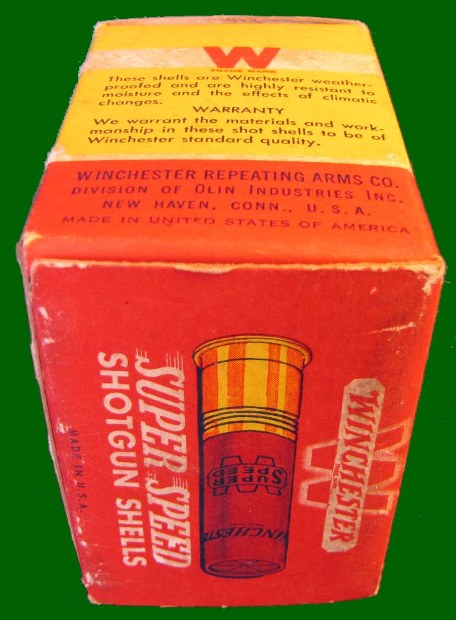 W
TRADE MARK
These shells are Winchester weather-
proofed and are highly resistant to
moisture and the effects of climatic
changes.
WARRANTY
We warrant the materials and work-
manship in these shot shells to be of
Winchester standard quality.
WINCHESTER REPEATING ARMS CO.
DIVISION OF OLIN INDUSTRIES INC.
NEW HAVEN, CONN., U.S.A.
MADE IN UNITED STATES OF AMERICA
W
WINCHESTER
W
SUPER
SPEED
WINCHESTE
SUPER SPEED
SHOTGUN SHELLS
MADE IN U.S.A.